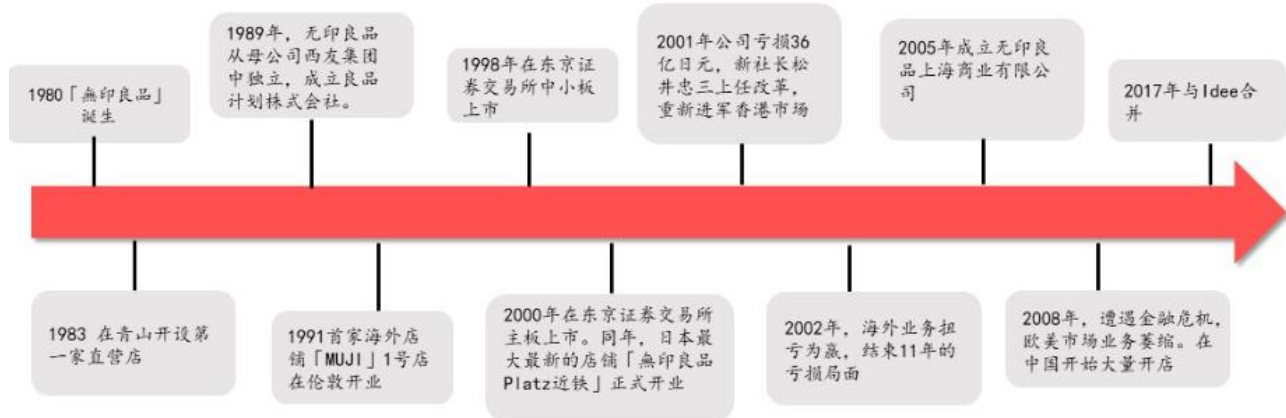 1980「無印良品」
诞生
1989年，无印良品
从母公司西友集团
中独立，成立良品
计划株式会社。
1998年在东京证
券交易所中小板
上市
2001年公司亏损36
亿日元，新社长松
井忠三上任改革，
重新进军香港市场
2005年成立无印良
品上海商业有限公
司
2017年与Idee合
并
1983 在青山开设第
一家直营店
1991首家海外店
铺「MUJI」1号店
在伦敦开业
2000年在东京证券交易所
主板上市。同年，日本最
大最新的店铺「無印良品
Platz近铁」正式开业
2002年，海外业务扭
亏为赢，结束11年的
亏损局面
2008年，遭遇金融危机，
欧美市场业务萎缩。在
中国开始大量开店